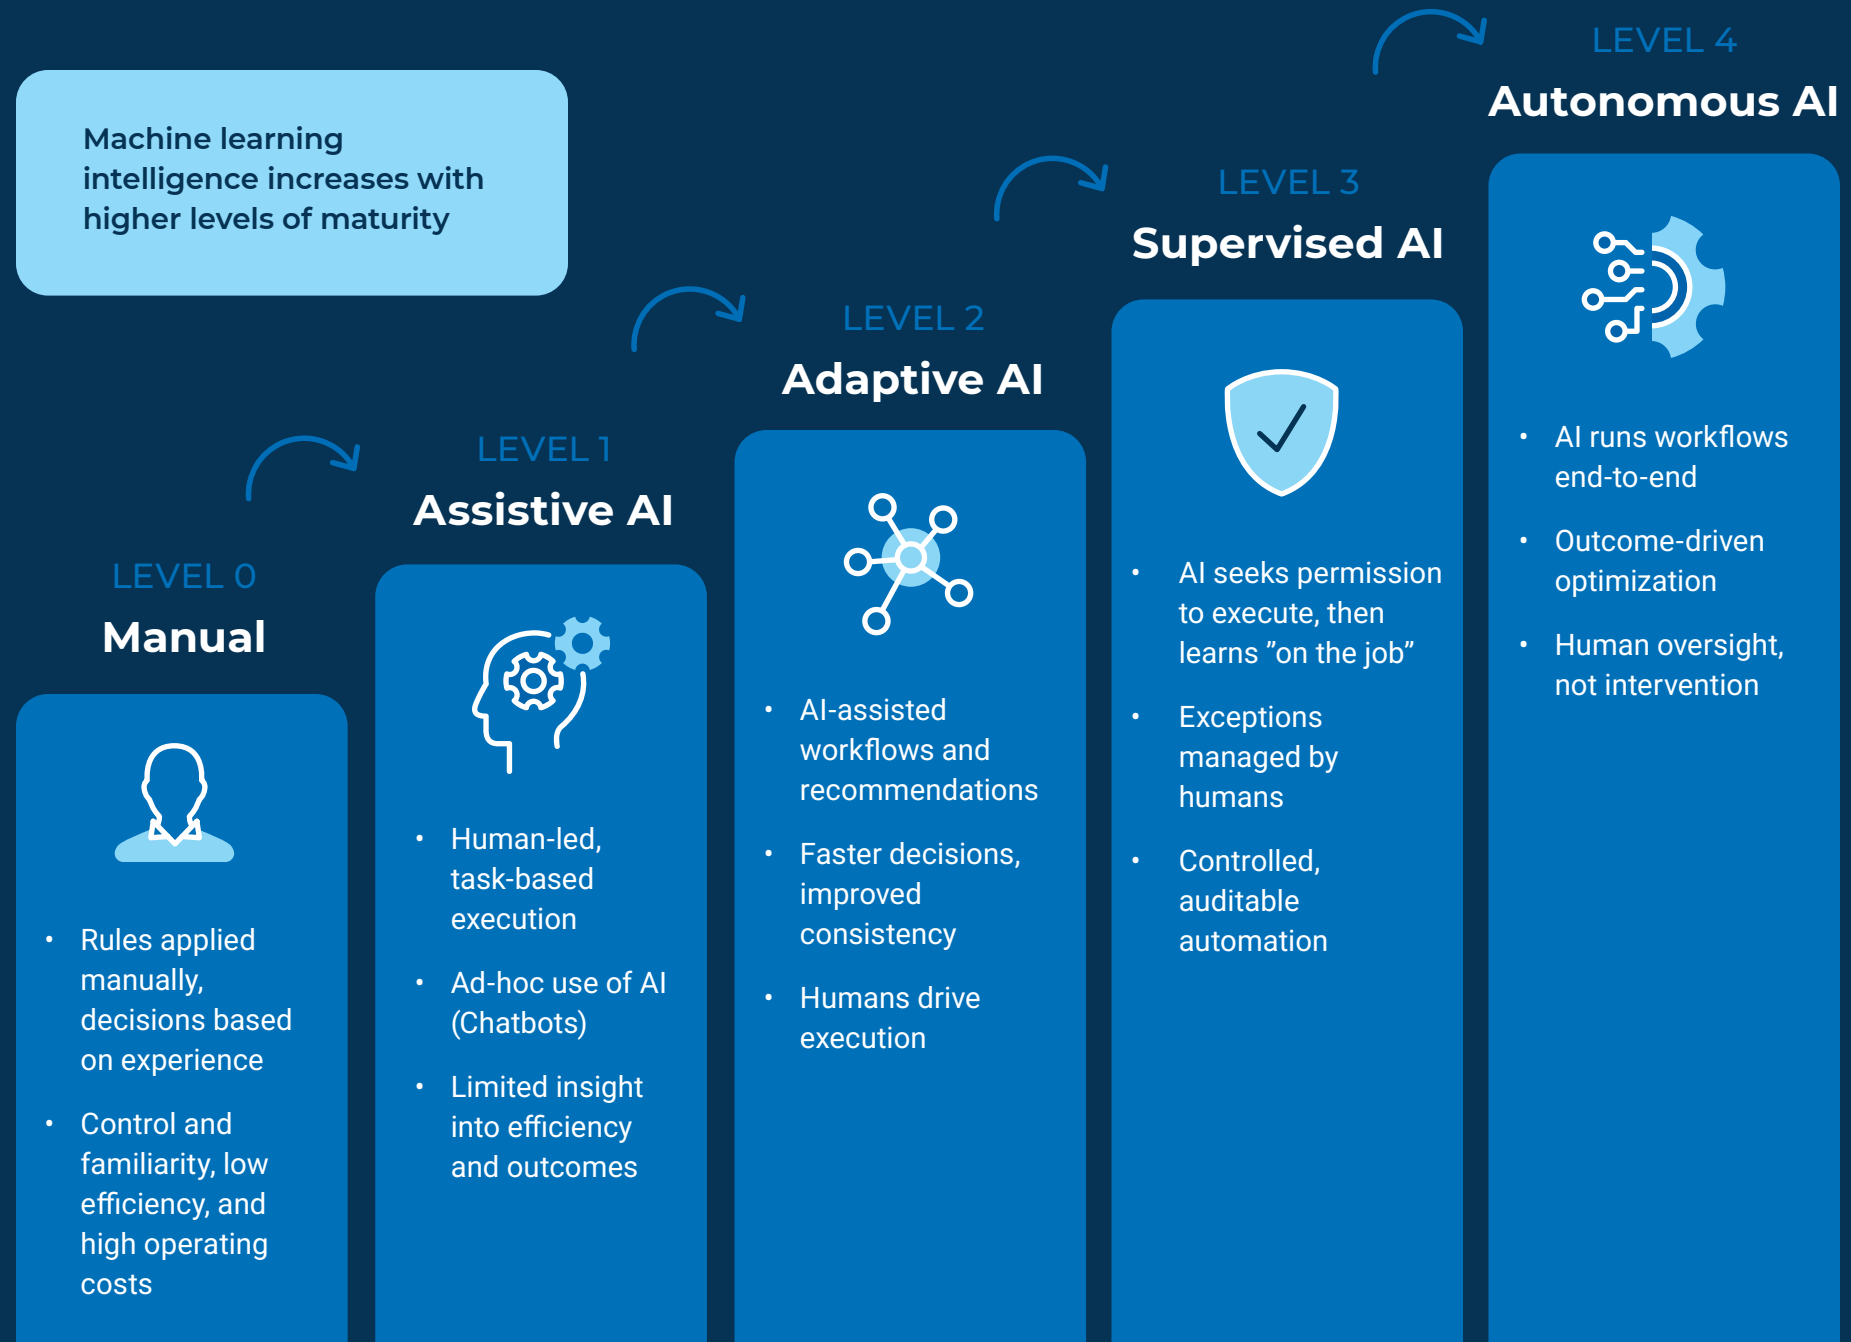 Machine learning
intelligence increases with
higher levels of maturity
LEVEL 0
Manual
• Rules applied
manually,
decisions based
on experience
• Control and
familiarity, low
efficiency, and
high operating
costs
LEVEL 1
Assistive AI
• Human-led,
task-based
execution
• Ad-hoc use of AI
(Chatbots)
• Limited insight
into efficiency
and outcomes
LEVEL 2
Adaptive AI
• AI-assisted
workflows and
recommendations
• Faster decisions,
improved
consistency
• Humans drive
execution
LEVEL 3
Supervised AI
• AI seeks permission
to execute, then
learns ”on the job”
• Exceptions
managed by
humans
• Controlled,
auditable
automation
LEVEL 4
Autonomous AI
• AI runs workflows
end-to-end
• Outcome-driven
optimization
• Human oversight,
not intervention